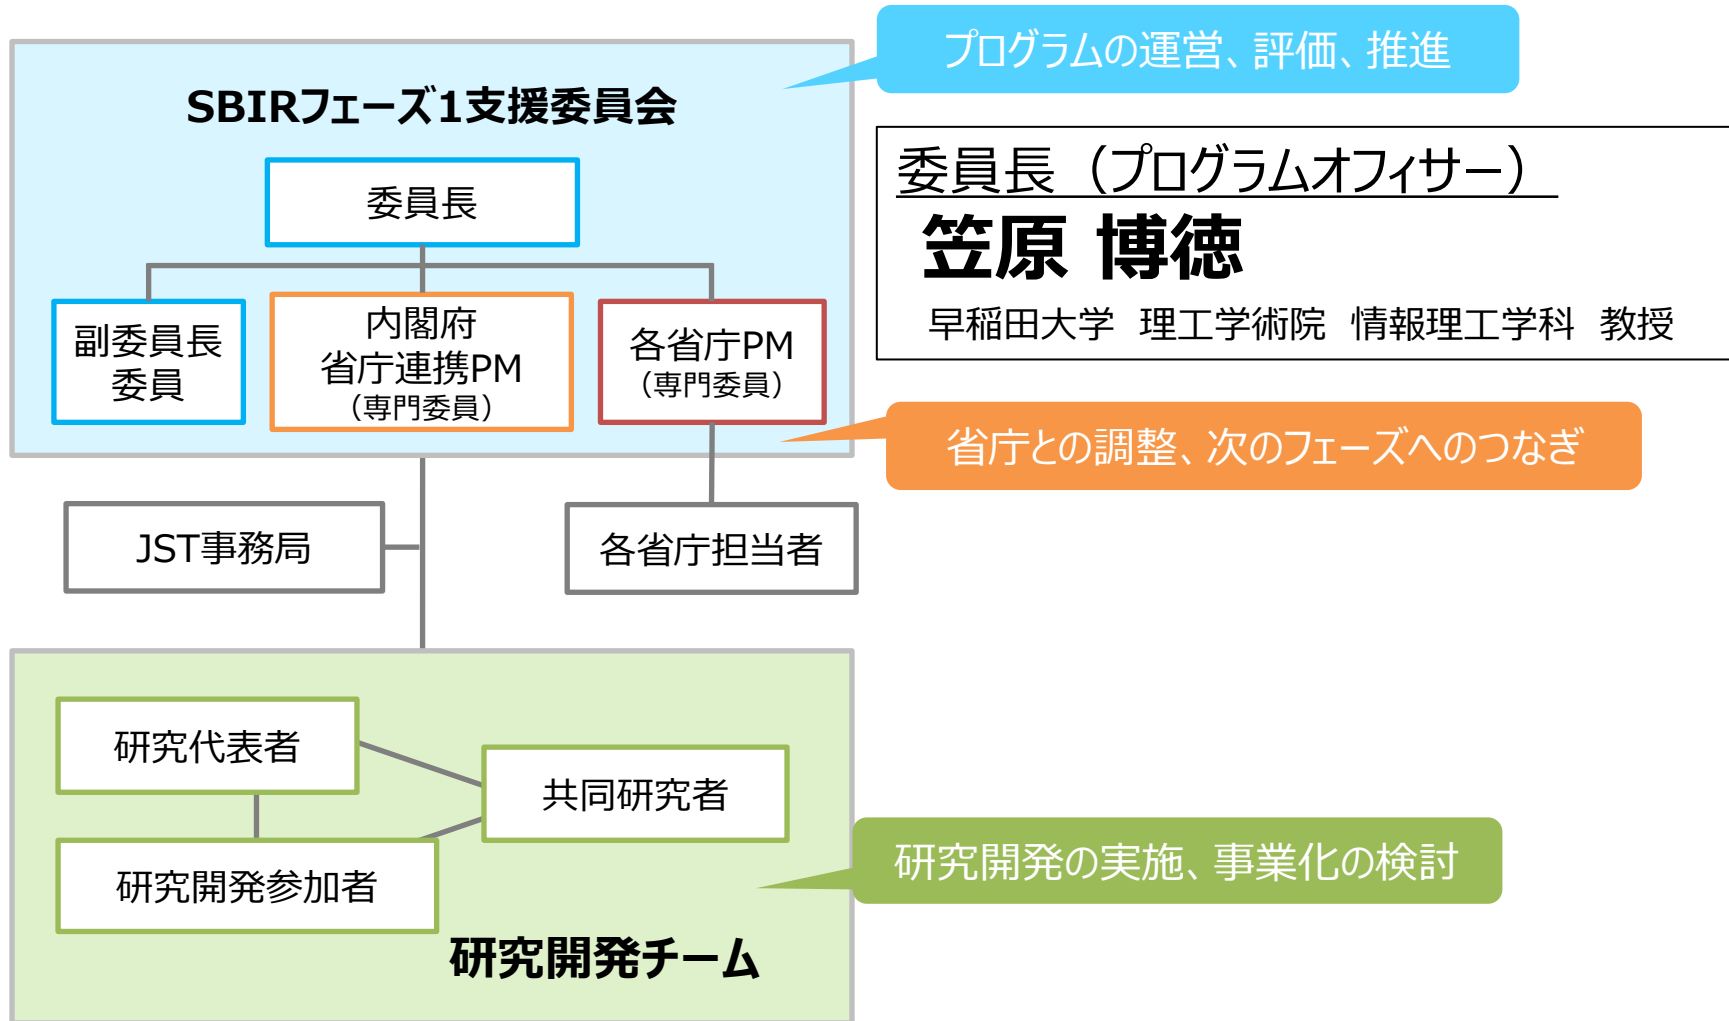 プログラムの運営、評価、推進
SBIRフェーズ1支援委員会
委員長
副委員長
委員
内閣府
省庁連携PM
（専門委員）
各省庁PM
（専門委員）
委員長（プログラムオフィサー）
笠原 博徳
早稲田大学 理工学術院 情報理工学科 教授
省庁との調整、次のフェーズへのつなぎ
JST事務局
各省庁担当者
研究代表者
共同研究者
研究開発参加者
研究開発の実施、事業化の検討
研究開発チーム